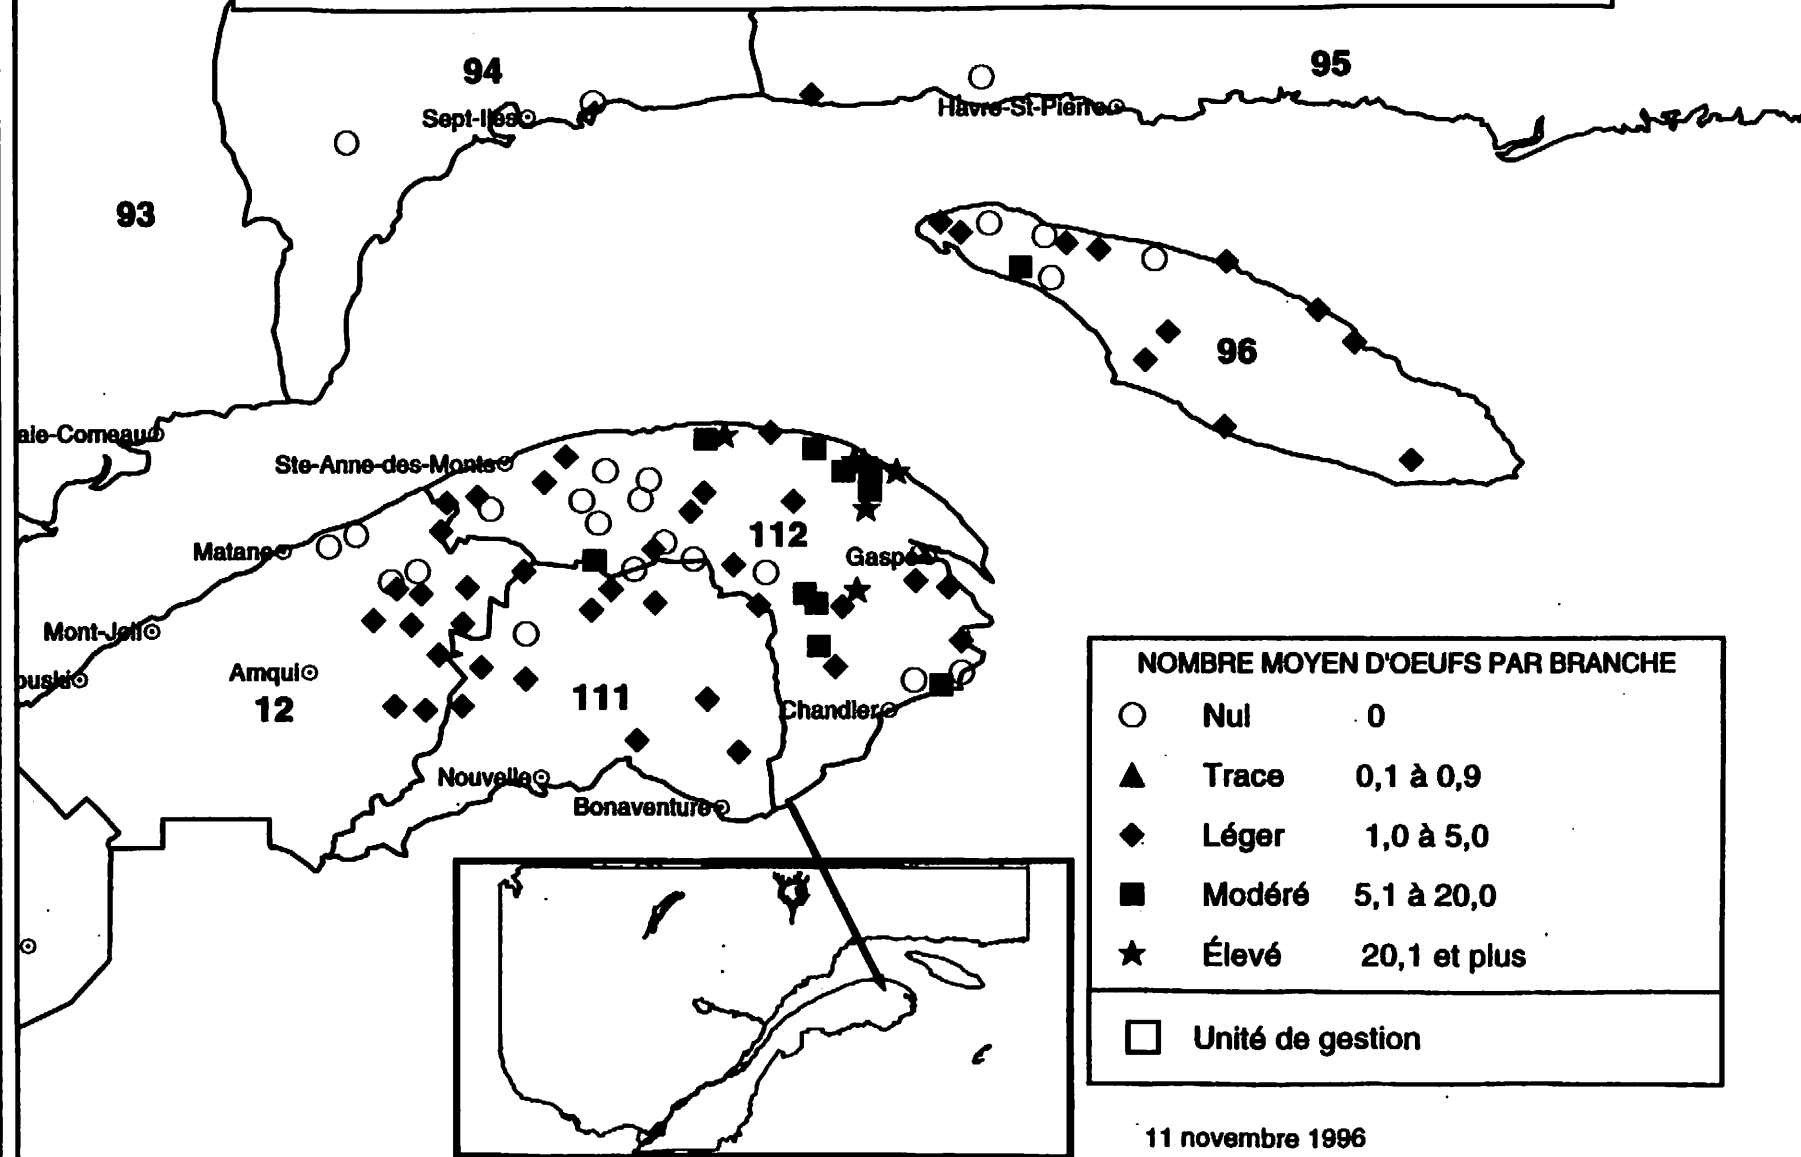 94
95
Sept-Iles
Havre-St-Pierre
93
96
aie-Comeau
Ste-Anne-des-Monts
112
Matane
Gaspé
Mont-Joli
ouski
Amqui
12
111
Chandler
Nouvelle
Bonaventure
NOMBRE MOYEN D'OEUFS PAR BRANCHE
Nul 0
Trace 0,1 à 0,9
Léger 1,0 à 5,0
Modéré 5,1 à 20,0
Élevé 20,1 et plus
Unité de gestion
11 novembre 1996